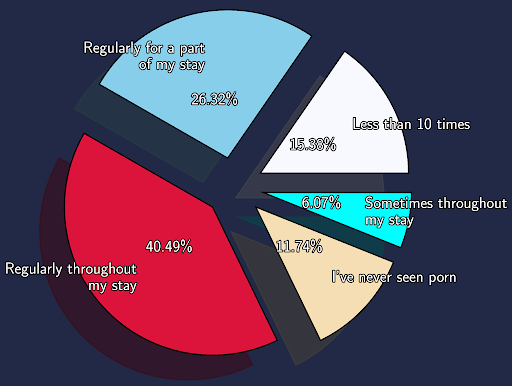 Regularly for a part
of my stay
26.32%
Less than 10 times
15.38%
6.07%
Sometimes throughout
my stay
40.49%
11.74%
Regularly throughout
my stay
I've never seen porn